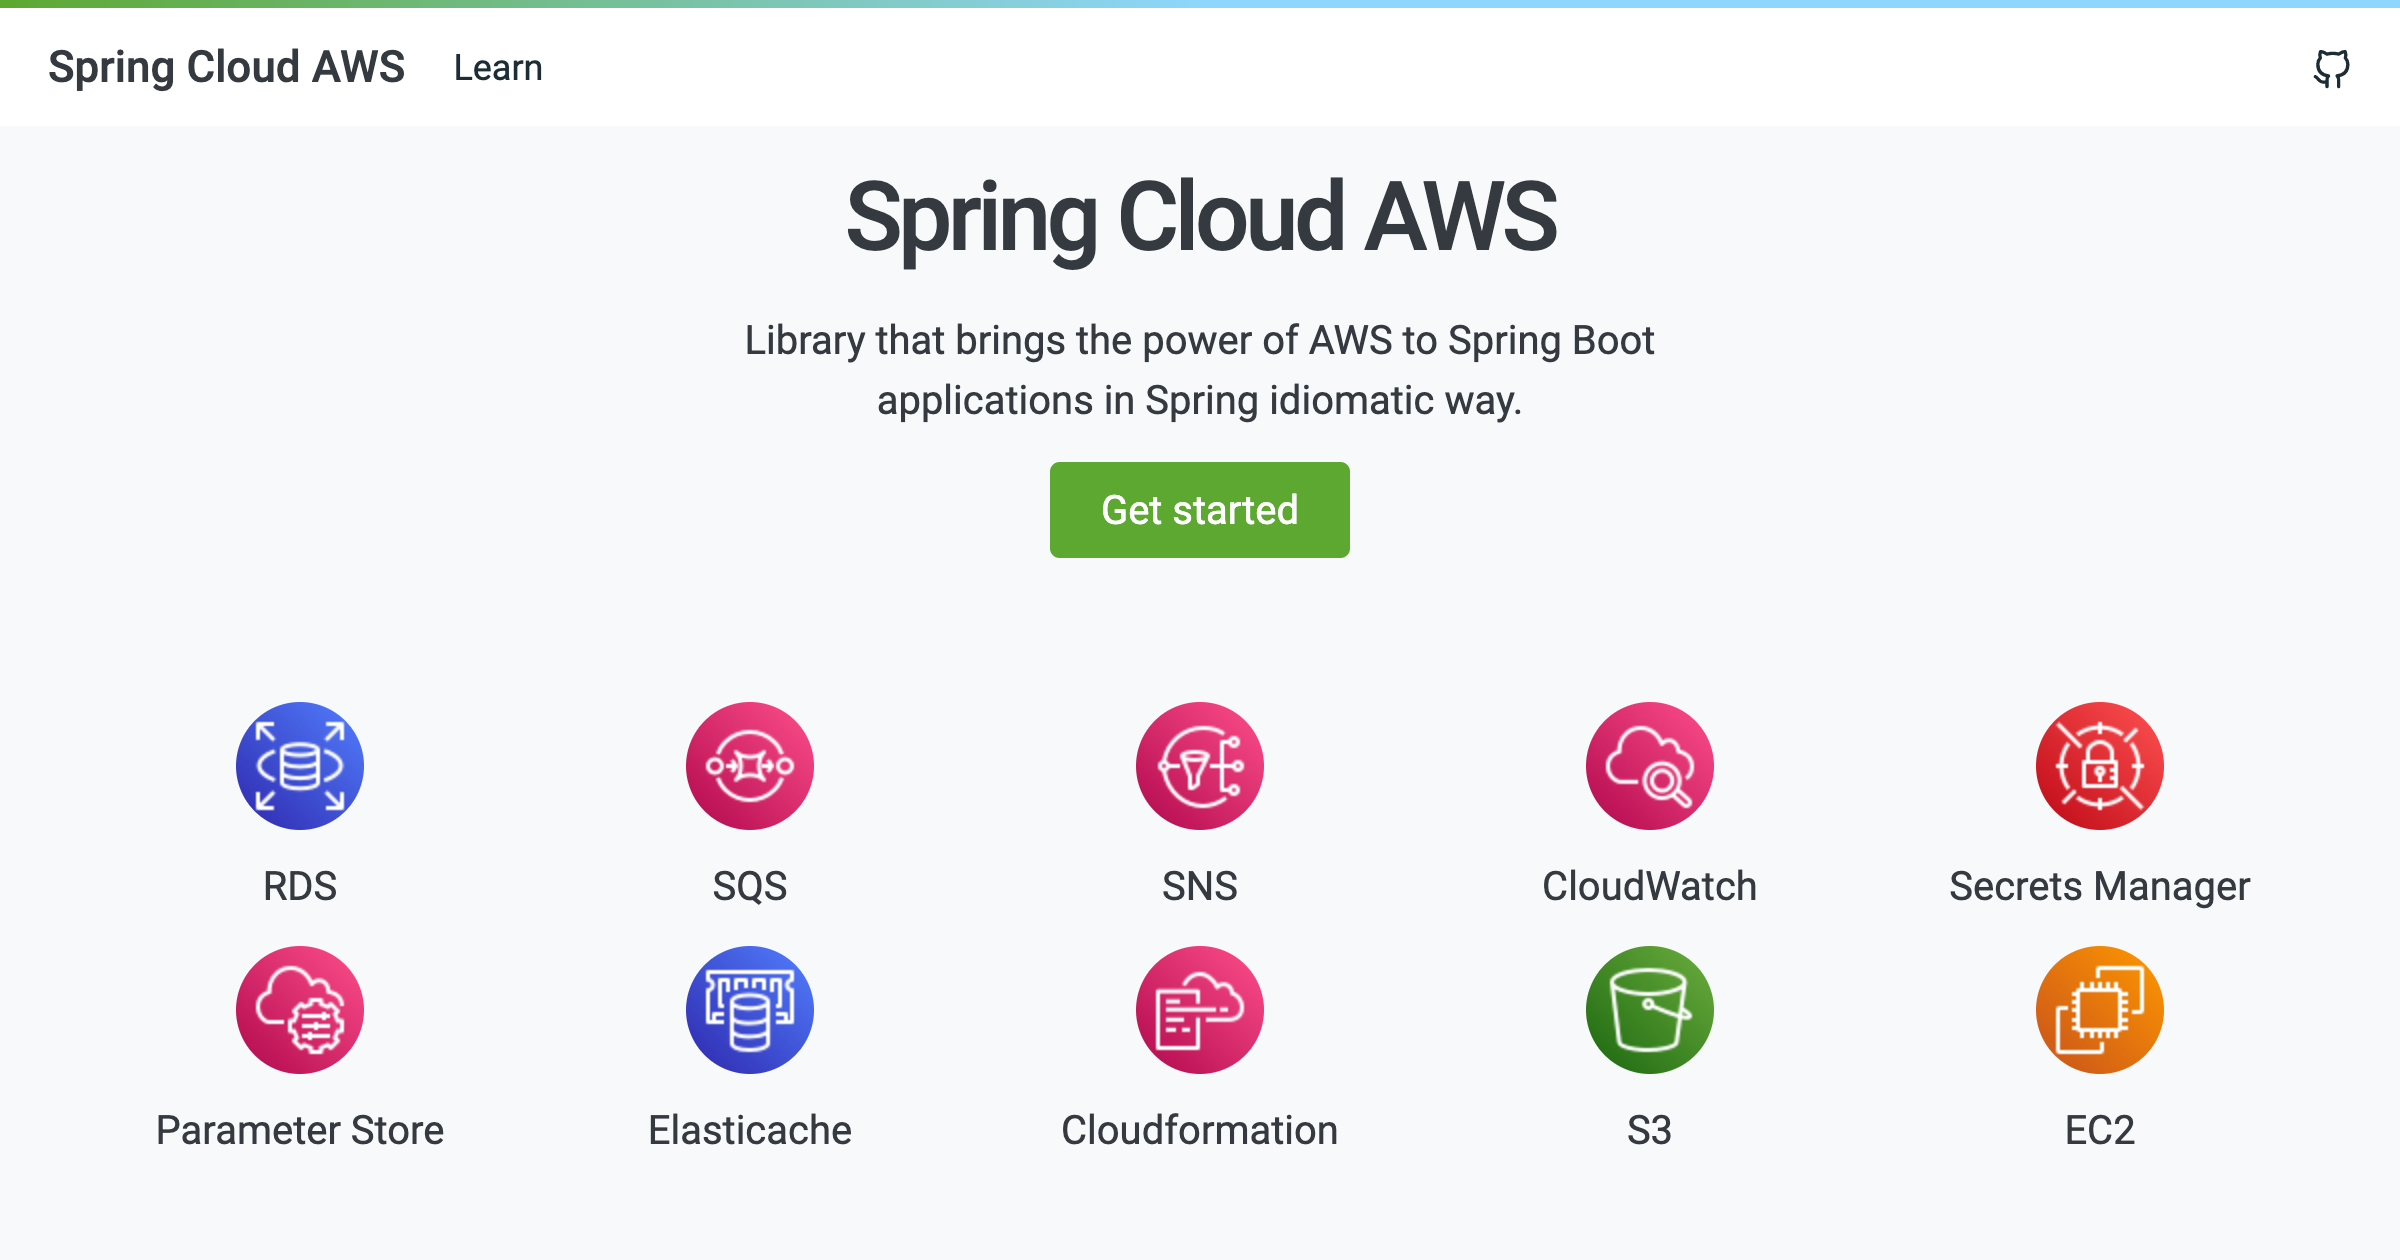 Spring Cloud AWS Learn
Spring Cloud AWS
Library that brings the power of AWS to Spring Boot
applications in Spring idiomatic way.
Get started
RDS SQS SNS CloudWatch Secrets Manager
Parameter Store Elasticache Cloudformation S3 EC2